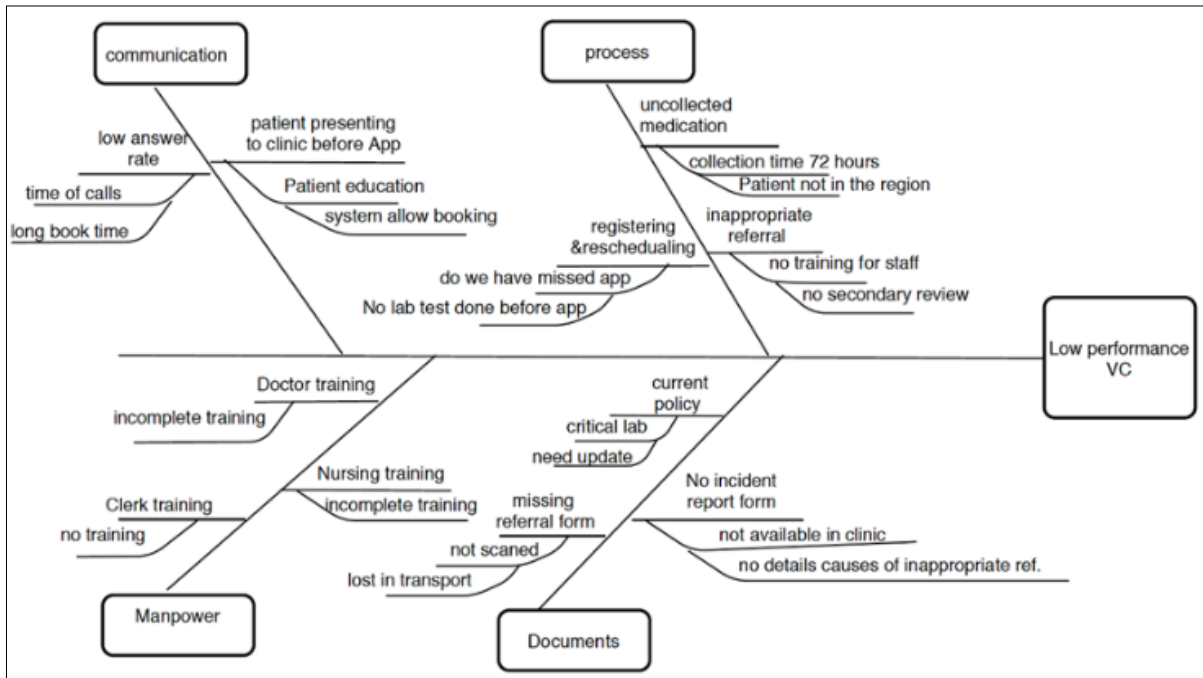 communication
process
low answer
rate
time of calls
long book time
patient presenting
to clinic before App
Patient education
system allow booking
uncollected
medication
collection time 72 hours
Patient not in the region
registering
&reschedualing
do we have missed app
No lab test done before app
inappropriate
referral
no training for staff
no secondary review
Low performance
VC
Doctor training
incomplete training
Nursing training
incomplete training
Clerk training
no training
Manpower
current
policy
critical lab
need update
missing
referral form
not scaned
lost in transport
No incident
report form
not available in clinic
no details causes of inappropriate ref.
Documents